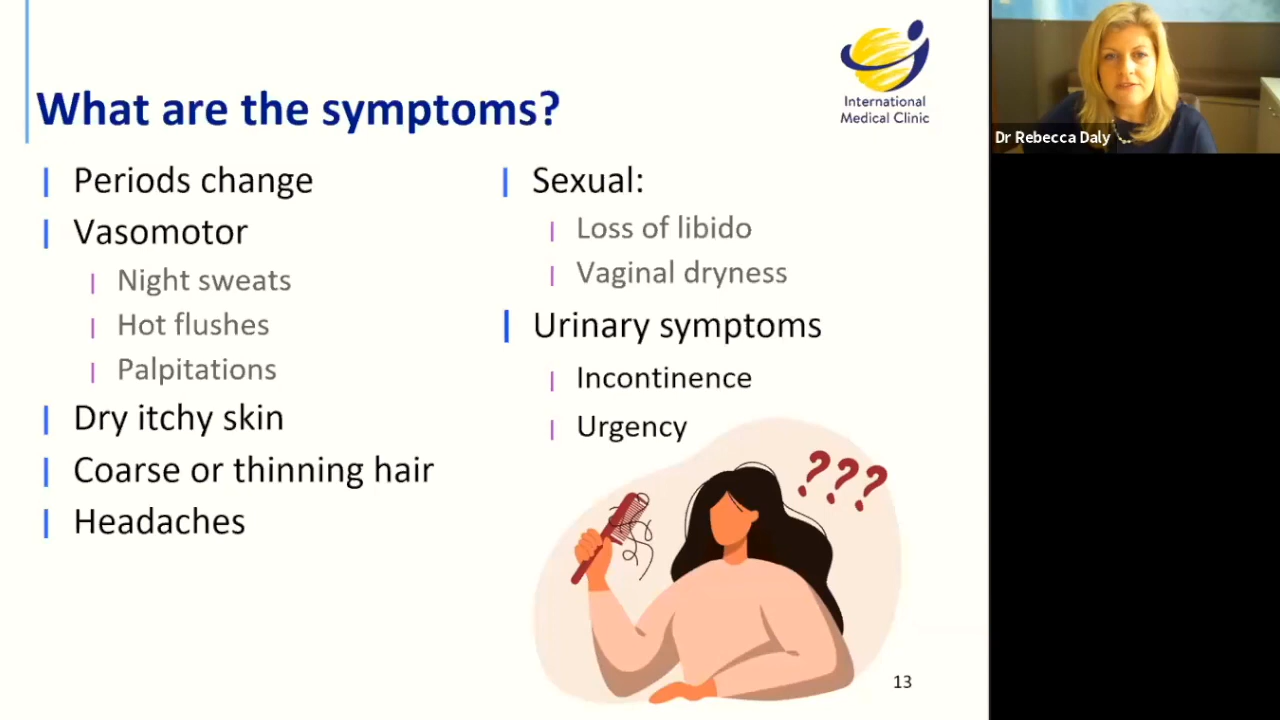 What are the symptoms?
International
Medical Clinic
Periods change
Vasomotor
Night sweats
Hot flushes
Palpitations
Dry itchy skin
Coarse or thinning hair
Headaches
Sexual:
Loss of libido
Vaginal dryness
Urinary symptoms
Incontinence
Urgency
???
13
Dr Rebecca Daly